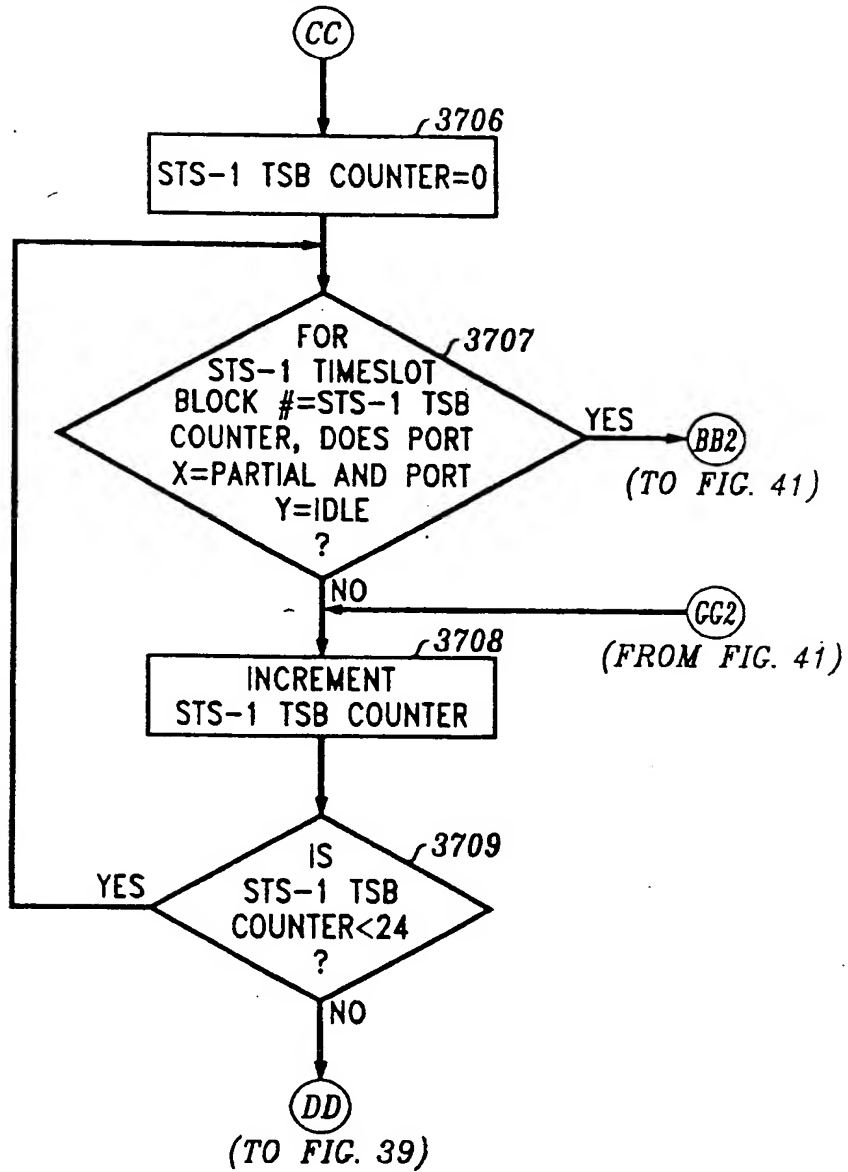 CC
3706
STS-1 TSB COUNTER=0
FOR
3707
STS-1 TIMESLOT
BLOCK #=STS-1 TSB
COUNTER, DOES PORT
X=PARTIAL AND PORT
Y=IDLE
?
YES
BB2
(TO FIG. 41)
NO
GG2
(FROM FIG. 41)
3708
INCREMENT
STS-1 TSB COUNTER
3709
IS
STS-1 TSB
COUNTER<24
?
YES
NO
DD
(TO FIG. 39)